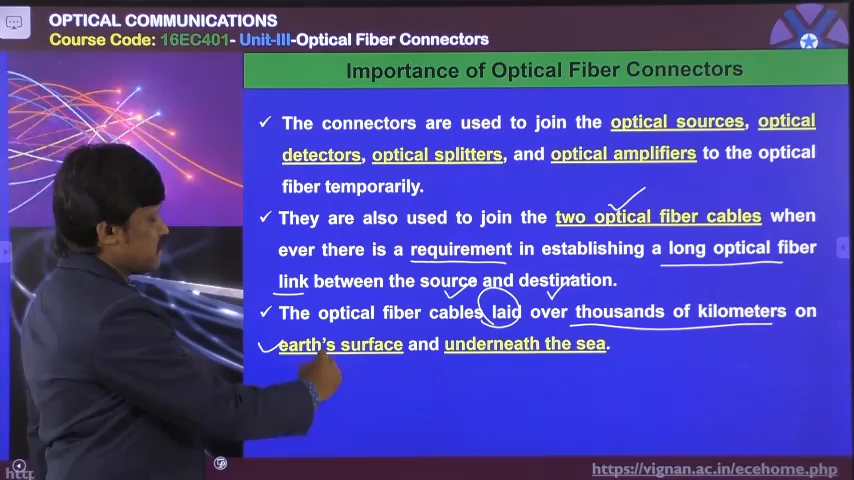 OPTICAL COMMUNICATIONS
Course Code: 16EC401- Unit-III-Optical Fiber Connectors
Importance of Optical Fiber Connectors
✓ The connectors are used to join the optical sources, optical
detectors, optical splitters, and optical amplifiers to the optical
fiber temporarily.
✓ They are also used to join the two optical fiber cables when
ever there is a requirement in establishing a long optical fiber
link between the source and destination.
✓ The optical fiber cables laid over thousands of kilometers on
earth's surface and underneath the sea.
https://vignan.ac.in/ecehome.php